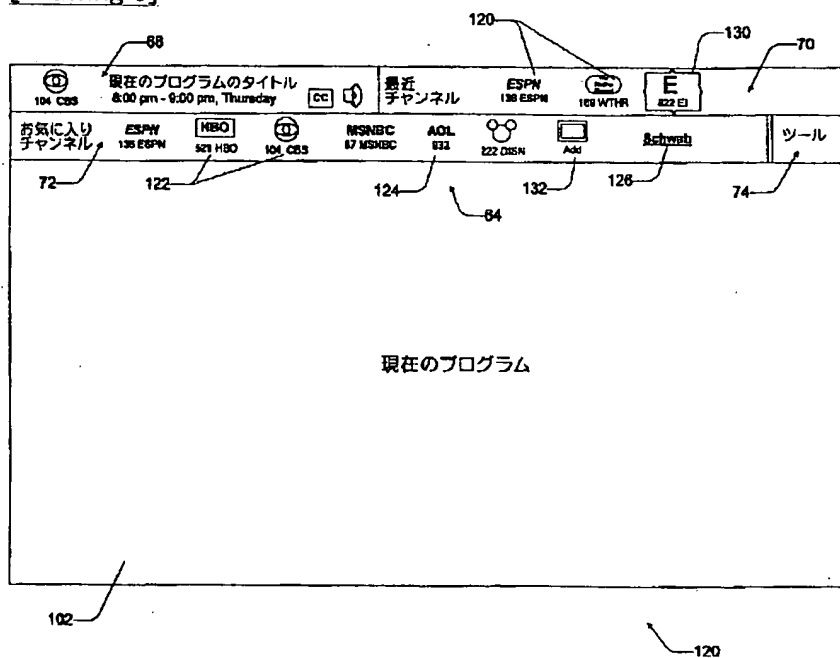 120
130
68
70
現在のプログラムのタイトル
8:00 pm - 9:00 pm, Thursday
CC
104 CBS
最近
チャンネル
ESPN
136 ESPN
169 WTHR
E
822 E!
お気に入り
チャンネル
ESPN
136 ESPN
HBO
521 HBO
104 CBS
MSNBC
67 MSNBC
AOL
933
222 DISN
Add
Schwab
ツール
72
122
124
64
132
126
74
現在のプログラム
102
120